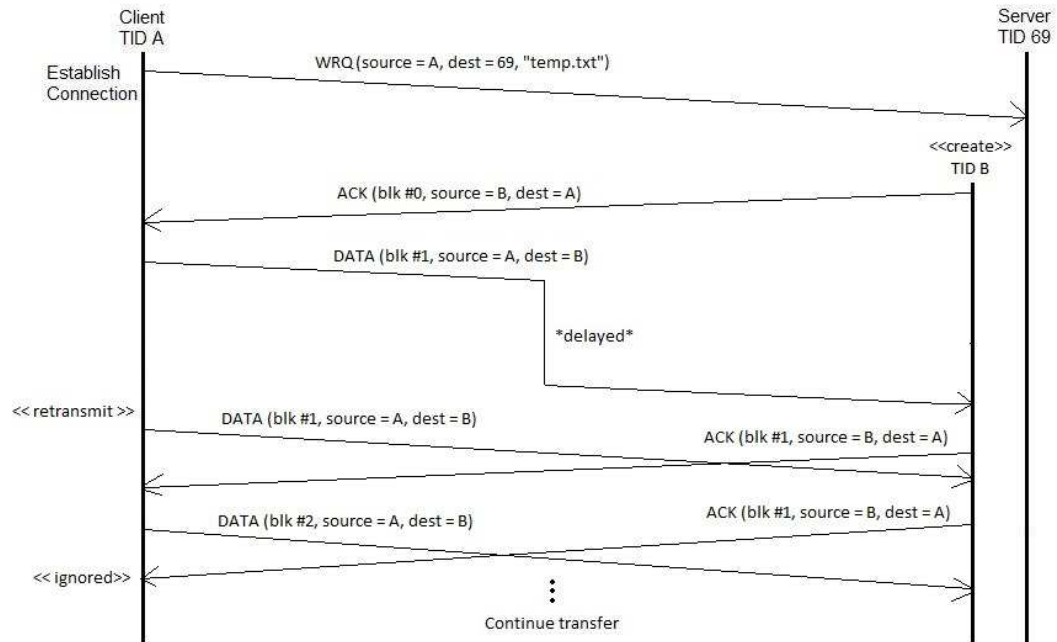 Client
TID A
Server
TID 69
Establish
Connection
WRQ (source = A, dest = 69, "temp.txt")
<<create>>
TID B
ACK (blk #0, source = B, dest = A)
DATA (blk #1, source = A, dest = B)
*delayed*
<< retransmit >>
DATA (blk #1, source = A, dest = B)
ACK (blk #1, source = B, dest = A)
DATA (blk #2, source = A, dest = B)
ACK (blk #1, source = B, dest = A)
<< ignored>>
Continue transfer